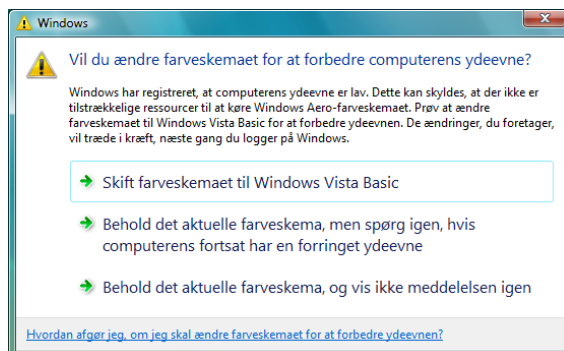 Windows
Vil du ændre farveskemaet for at forbedre computerens ydeevne?
Windows har registreret, at computerens ydeevne er lav. Dette kan skyldes, at der ikke er
tilstrækkelige ressourcer til at køre Windows Aero-farveskemaet. Prøv at ændre
farveskemaet til Windows Vista Basic for at forbedre ydeevnen. De ændringer, du foretager,
vil træde i kræft, næste gang du logger på Windows.
Skift farveskemaet til Windows Vista Basic
Behold det aktuelle farveskema, men spørg igen, hvis
computerens fortsat har en forringet ydeevne
Behold det aktuelle farveskema, og vis ikke meddelelsen igen
Hvordan afgør jeg, om jeg skal ændre farveskemaet for at forbedre ydeevnen?